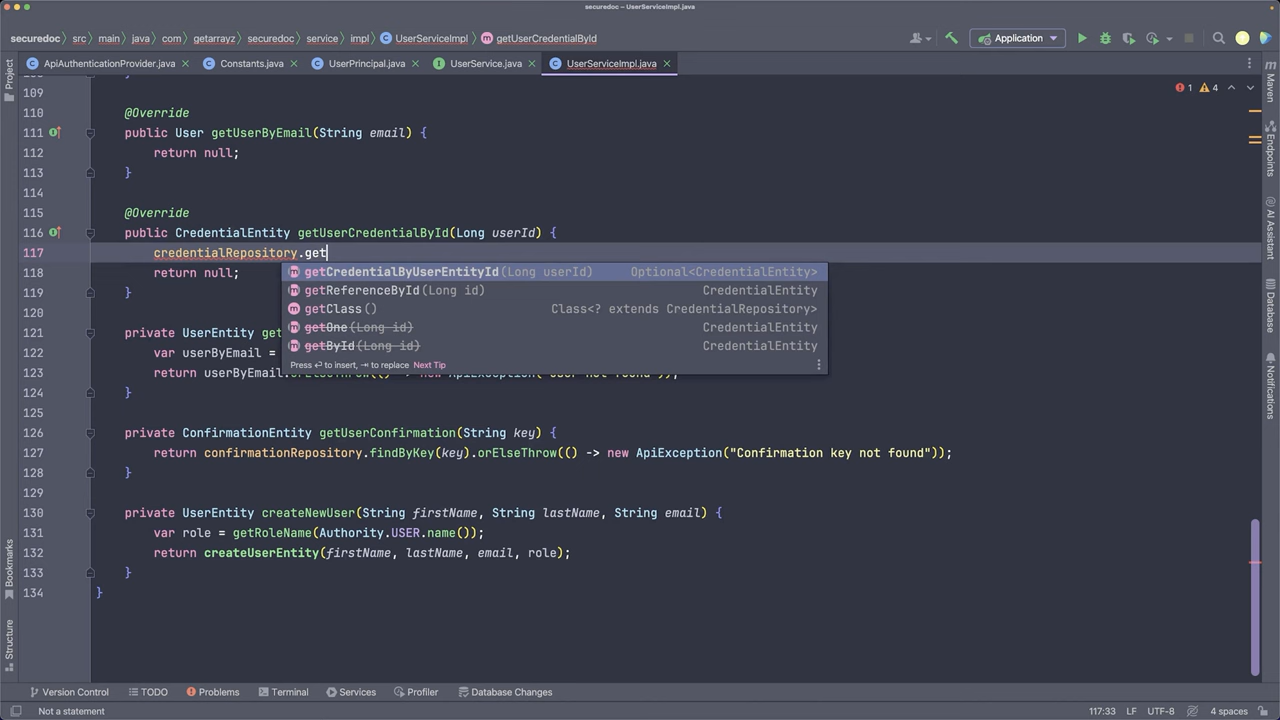 securedoc – UserServiceImpl.java
securedoc src main java com getarrayz securedoc service impl UserServiceImpl getUserCredentialById Application
ApiAuthenticationProvider.java Constants.java UserPrincipal.java UserService.java UserServiceImpl.java
Project
Bookmarks
Structure
1 4
109
110 @Override
111 public User getUserByEmail(String email) {
112 return null;
113 }
114
115 @Override
116 public CredentialEntity getUserCredentialById(Long userId) {
117 credentialRepository.get
118 return null;
119 }
getCredentialByUserEntityId(Long userId) Optional<CredentialEntity>
getReferenceById(Long id) CredentialEntity
getClass() Class<? extends CredentialRepository>
getOne(Long id) CredentialEntity
getById(Long id) CredentialEntity
Press ↵ to insert, ⇥ to replace Next Tip
120
121 private UserEntity get
122 var userByEmail =
123 return userByEmail.orElseThrow(() -> new ApiException("User not found"));
124 }
125
126 private ConfirmationEntity getUserConfirmation(String key) {
127 return confirmationRepository.findByKey(key).orElseThrow(() -> new ApiException("Confirmation key not found"));
128 }
129
130 private UserEntity createNewUser(String firstName, String lastName, String email) {
131 var role = getRoleName(Authority.USER.name());
132 return createUserEntity(firstName, lastName, email, role);
133 }
134 }
Maven
Endpoints
AI Assistant
Database
Notifications
Version Control TODO Problems Terminal Services Profiler Database Changes
Not a statement 117:33 LF UTF-8 4 spaces